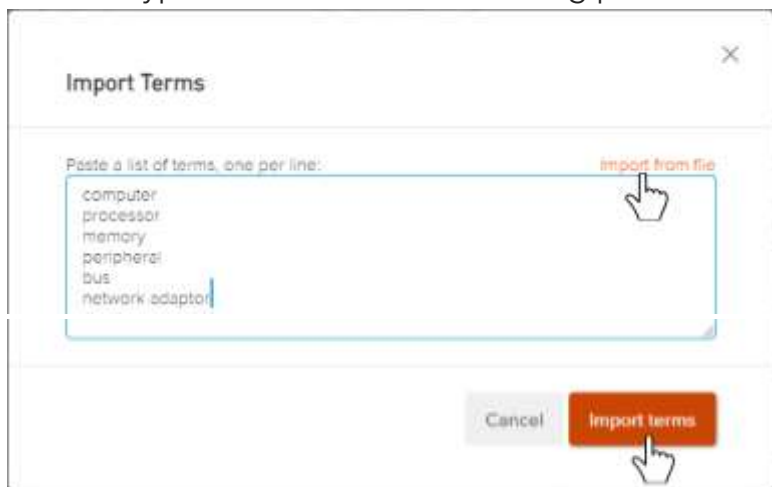 Import Terms
Paste a list of terms, one per line:
Import from file
computer
processor
memory
peripheral
bus
network adaptor
Cancel
Import terms